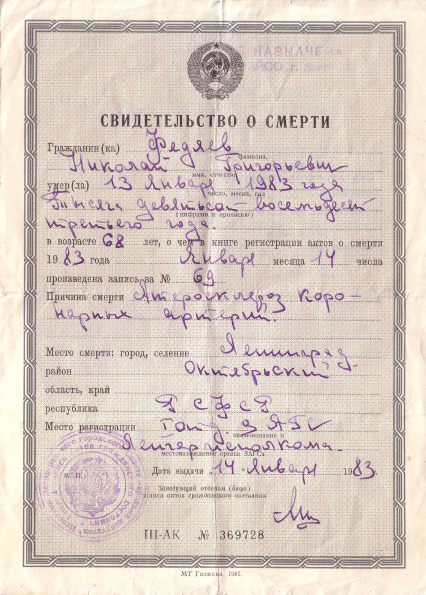 НАЗНАЧЕН
СВИДЕТЕЛЬСТВО О СМЕРТИ
Гражданин(ка) Федяев
фамилия,
Николай Григорьевич
имя, отчество
умер(ла) 13 января 1983 года
число, месяц, год
Тысяча девятьсот восемьдесят
(цифрами и прописью)
третьего года.
в возрасте 68 лет, о чем в книге регистрации актов о смерти
1983 года Января месяца 14 числа
произведена запись за № 69
Причина смерти Атеросклероз коро-
нарных артерий.
Место смерти: город, селение Ленинград
район Октябрьский
область, край
республика РСФСР
Место регистрации ЗАГС
наименование и
Ленгорисполкома.
местонахождение органа ЗАГСа
Дата выдачи 14 Января 1983
М. П.
Заведующий отделом (бюро)
записи актов гражданского состояния
III-АК № 369728
МТ Гознака. 1981.